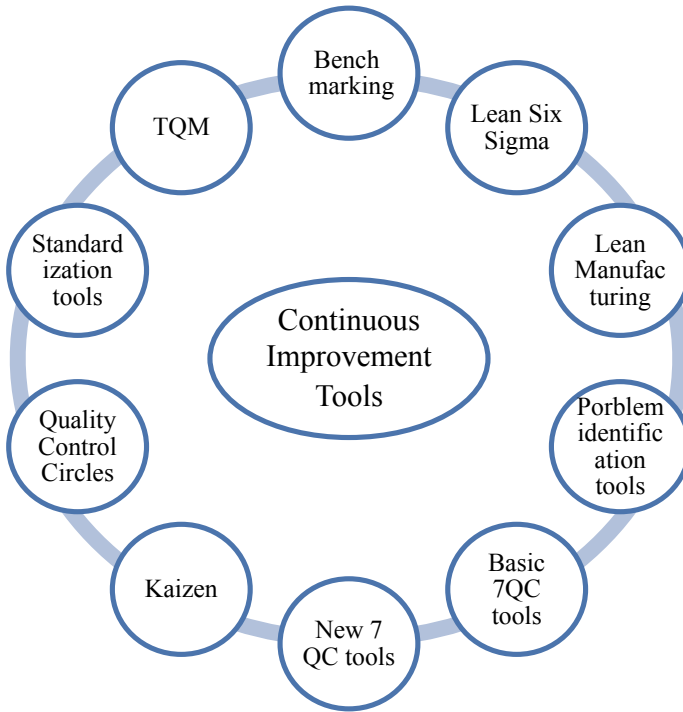 Bench
marking
Lean Six
Sigma
Lean
Manufac
turing
Porblem
identific
ation
tools
Basic
7QC
tools
New 7
QC tools
Kaizen
Quality
Control
Circles
Standard
ization
tools
TQM
Continuous
Improvement
Tools